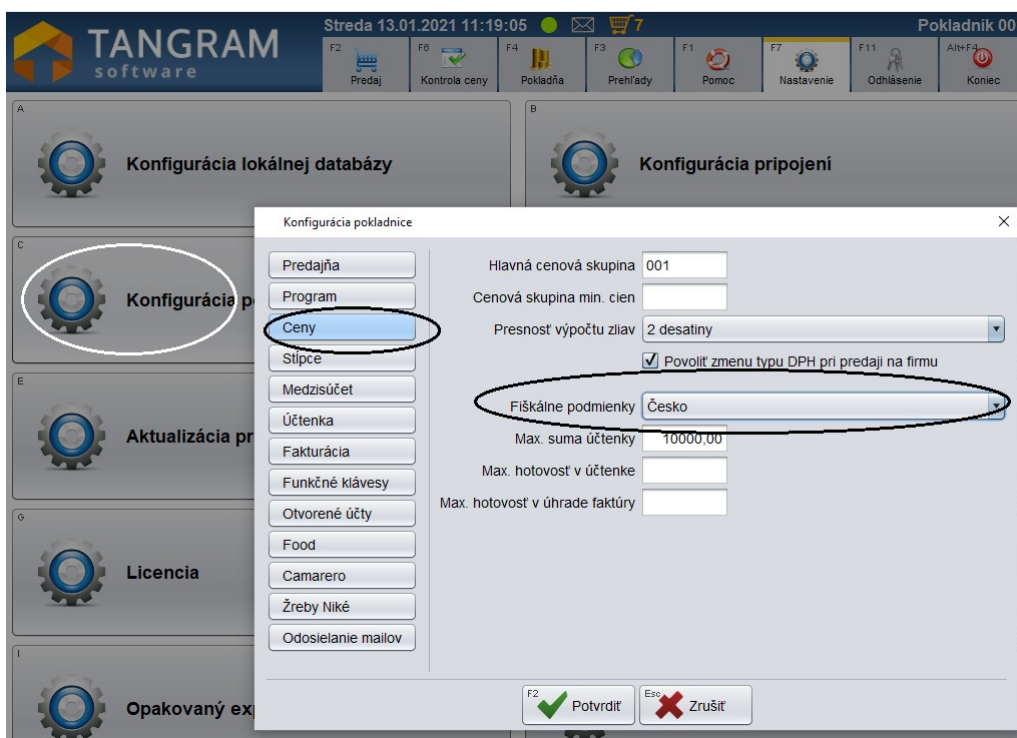 TANGRAM
software
Streda 13.01.2021 11:19:05 7 Pokladník 00
F2 Predaj
F6 Kontrola ceny
F4 Pokladňa
F3 Prehľady
F1 Pomoc
F7 Nastavenie
F11 Odhlásenie
Alt+F4 Koniec
A
Konfigurácia lokálnej databázy
B
Konfigurácia pripojení
C
Konfigurácia p
E
Aktualizácia pr
G
Licencia
I
Opakovaný ex
Konfigurácia pokladnice
Predajňa
Program
Ceny
Stĺpce
Medzisúčet
Účtenka
Fakturácia
Funkčné klávesy
Otvorené účty
Food
Camarero
Žreby Niké
Odosielanie mailov
Hlavná cenová skupina 001
Cenová skupina min. cien
Presnosť výpočtu zliav 2 desatiny
Povoliť zmenu typu DPH pri predaji na firmu
Fiškálne podmienky Česko
Max. suma účtenky 10000,00
Max. hotovosť v účtenke
Max. hotovosť v úhrade faktúry
F2 Potvrdiť
Esc Zrušiť